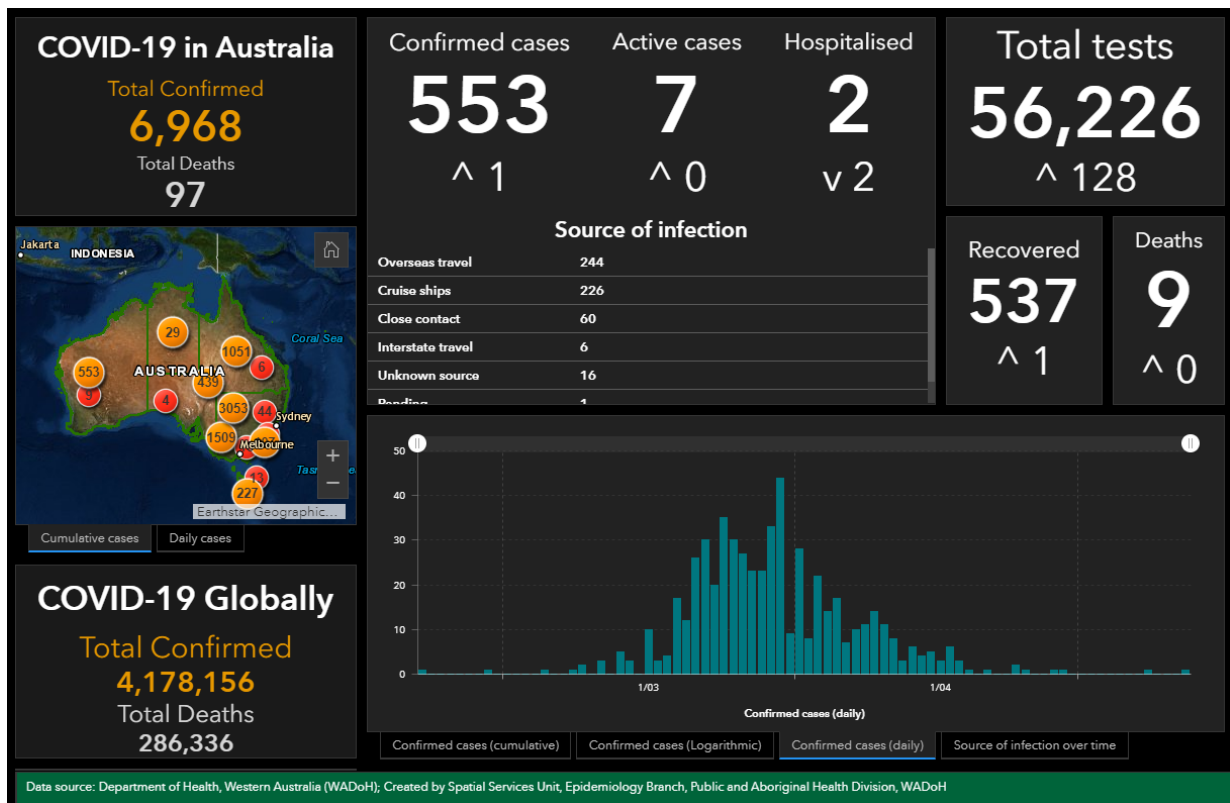 COVID-19 in Australia
Total Confirmed
6,968
Total Deaths
97
Confirmed cases
553
^ 1
Active cases
7
^ 0
Hospitalised
2
v 2
Source of infection
Overseas travel 244
Cruise ships 226
Close contact 60
Interstate travel 6
Unknown source 16
Pending 1
Total tests
56,226
^ 128
Recovered
537
^ 1
Deaths
9
^ 0
Jakarta
INDONESIA
Coral Sea
AUSTRALIA
29
1051
6
553
9
439
4
3053
44
Sydney
1509
Melbourne
13
227
+
−
Earthstar Geographic...
Cumulative cases
Daily cases
COVID-19 Globally
Total Confirmed
4,178,156
Total Deaths
286,336
50
40
30
20
10
0
1/03
1/04
Confirmed cases (daily)
Confirmed cases (cumulative)
Confirmed cases (Logarithmic)
Confirmed cases (daily)
Source of infection over time
Data source: Department of Health, Western Australia (WADoH); Created by Spatial Services Unit, Epidemiology Branch, Public and Aboriginal Health Division, WADoH